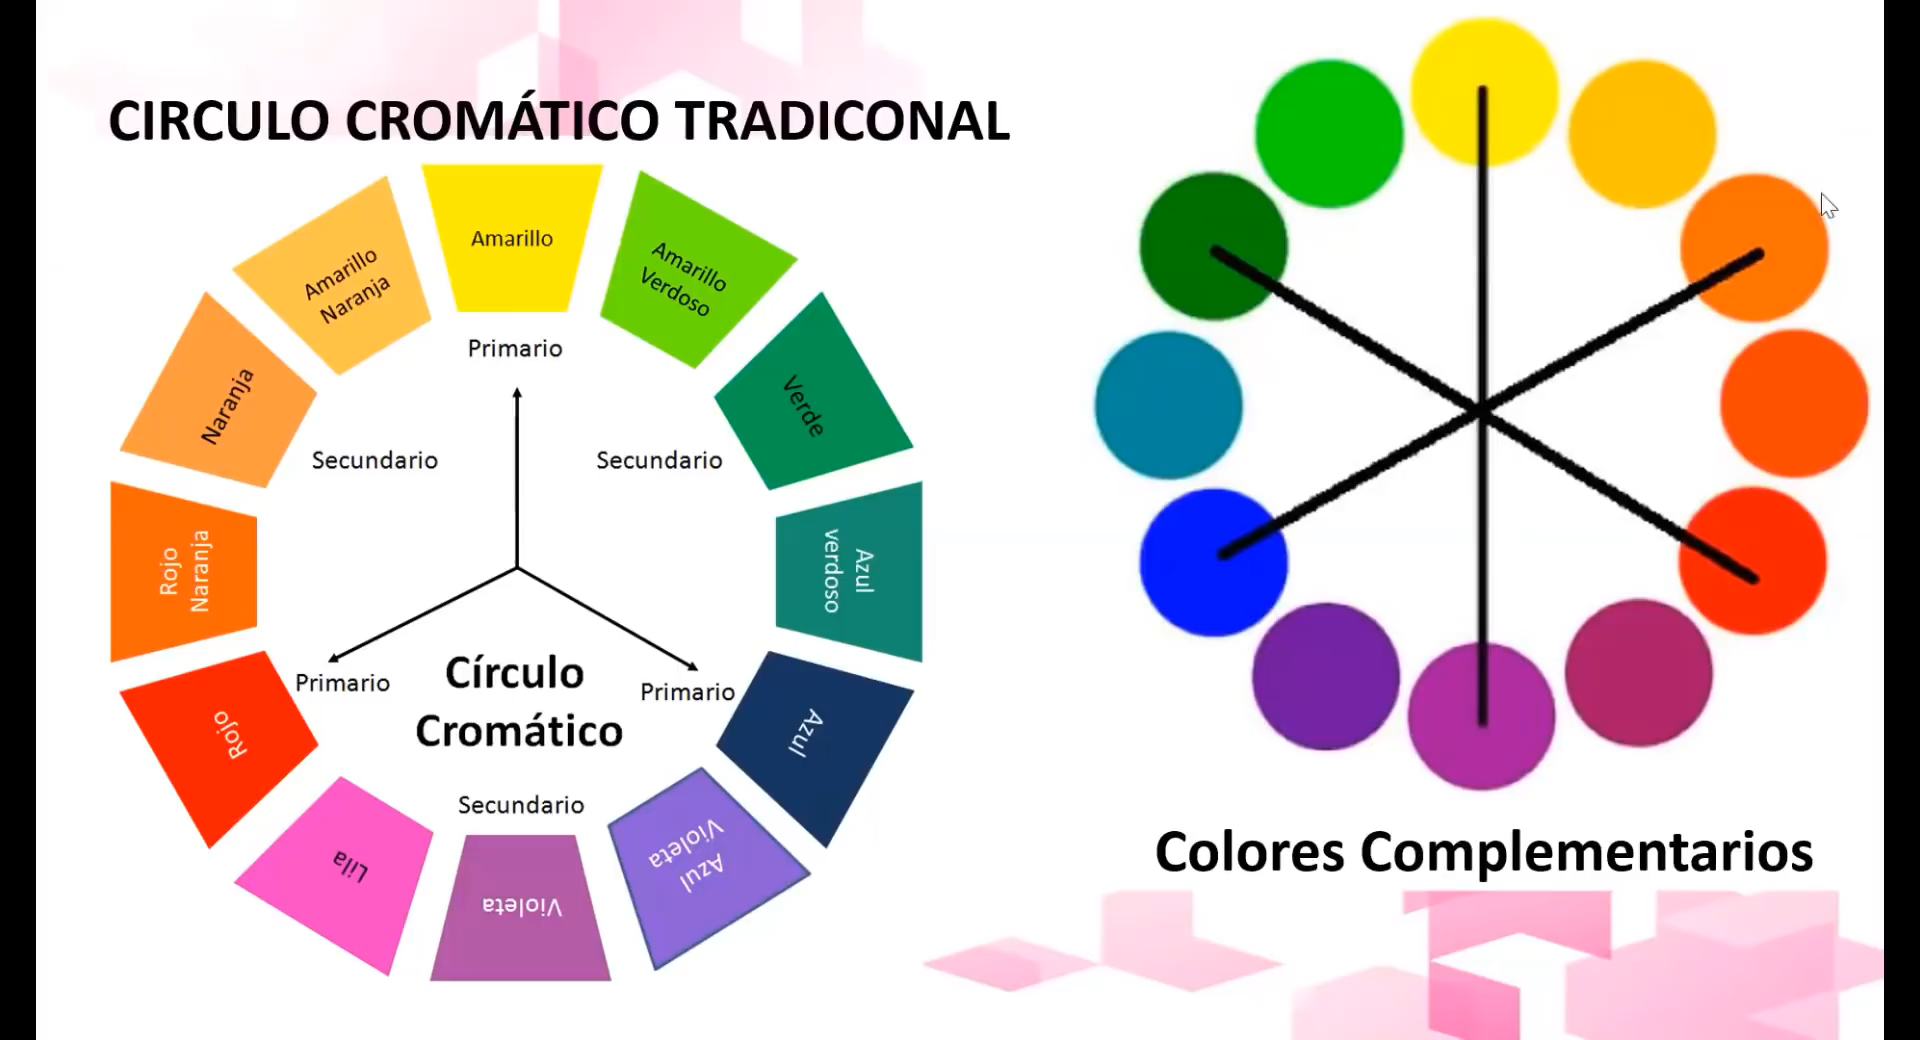 CIRCULO CROMÁTICO TRADICONAL
Amarillo
Amarillo
Verdoso
Verde
Azul
verdoso
Azul
Azul
Violeta
Violeta
Lila
Rojo
Rojo
Naranja
Naranja
Amarillo
Naranja
Primario
Secundario
Secundario
Primario
Primario
Círculo
Cromático
Secundario
Colores Complementarios